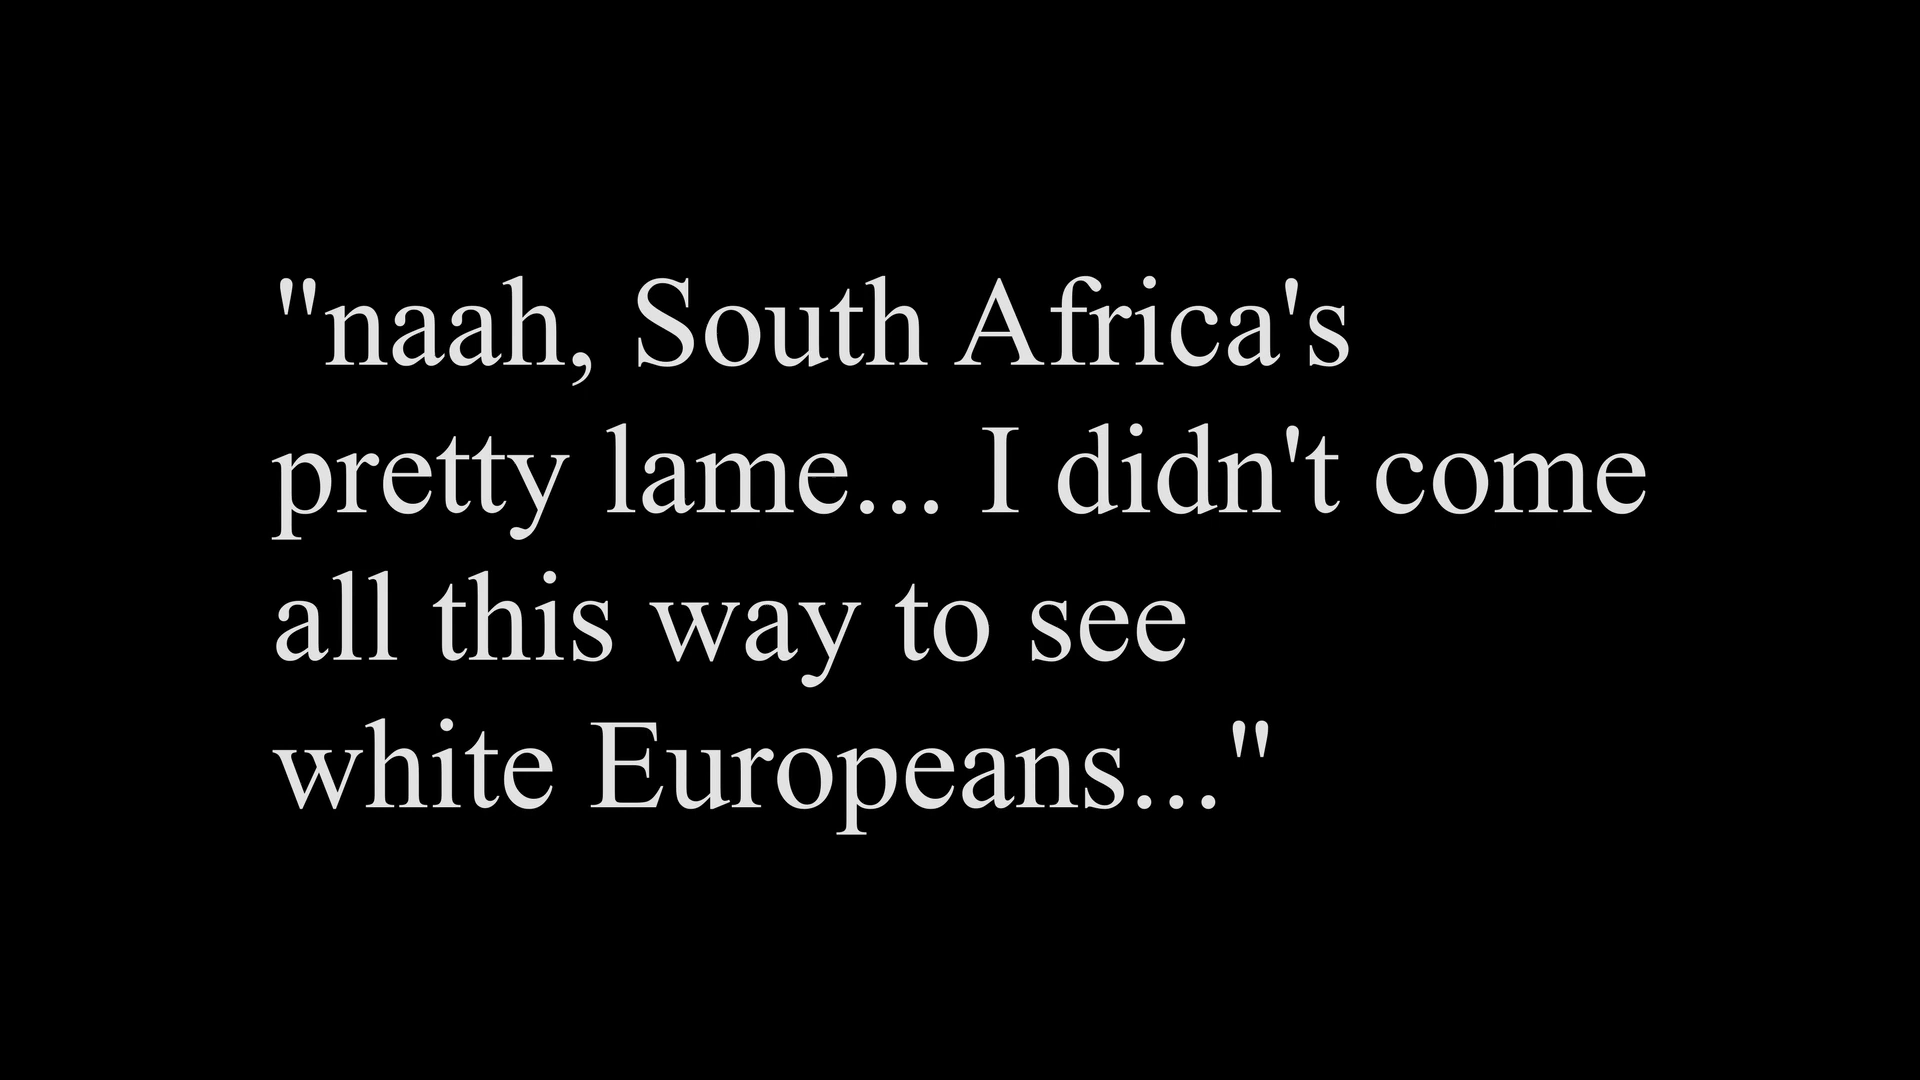 "naah, South Africa's
pretty lame... I didn't come
all this way to see
white Europeans..."